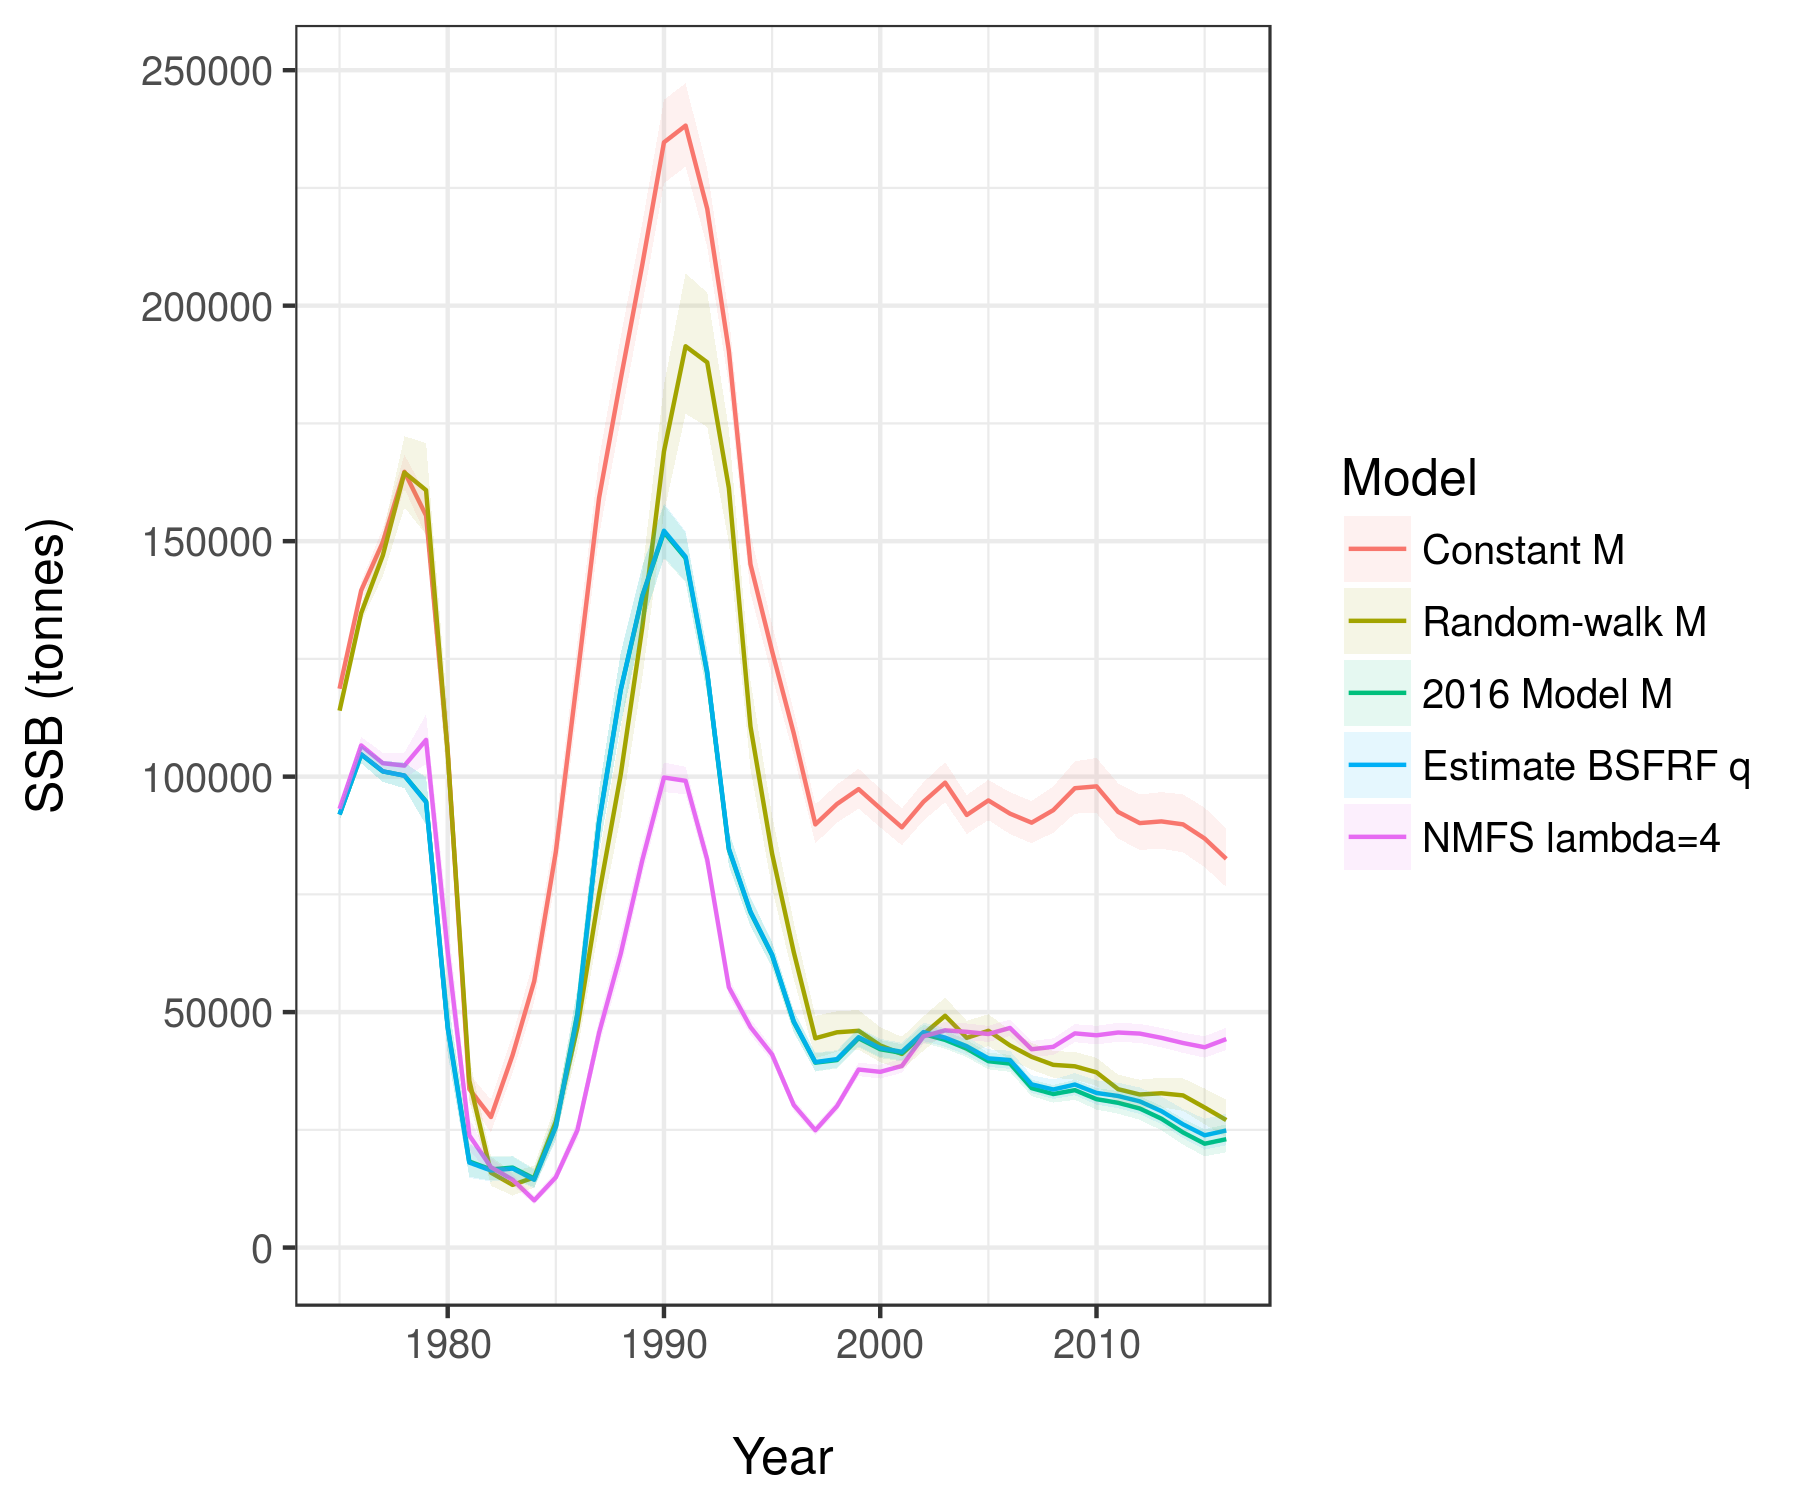 250000
200000
150000
100000
50000
0
SSB (tonnes)
1980 1990 2000 2010
Year
Model
Constant M
Random-walk M
2016 Model M
Estimate BSFRF q
NMFS lambda=4